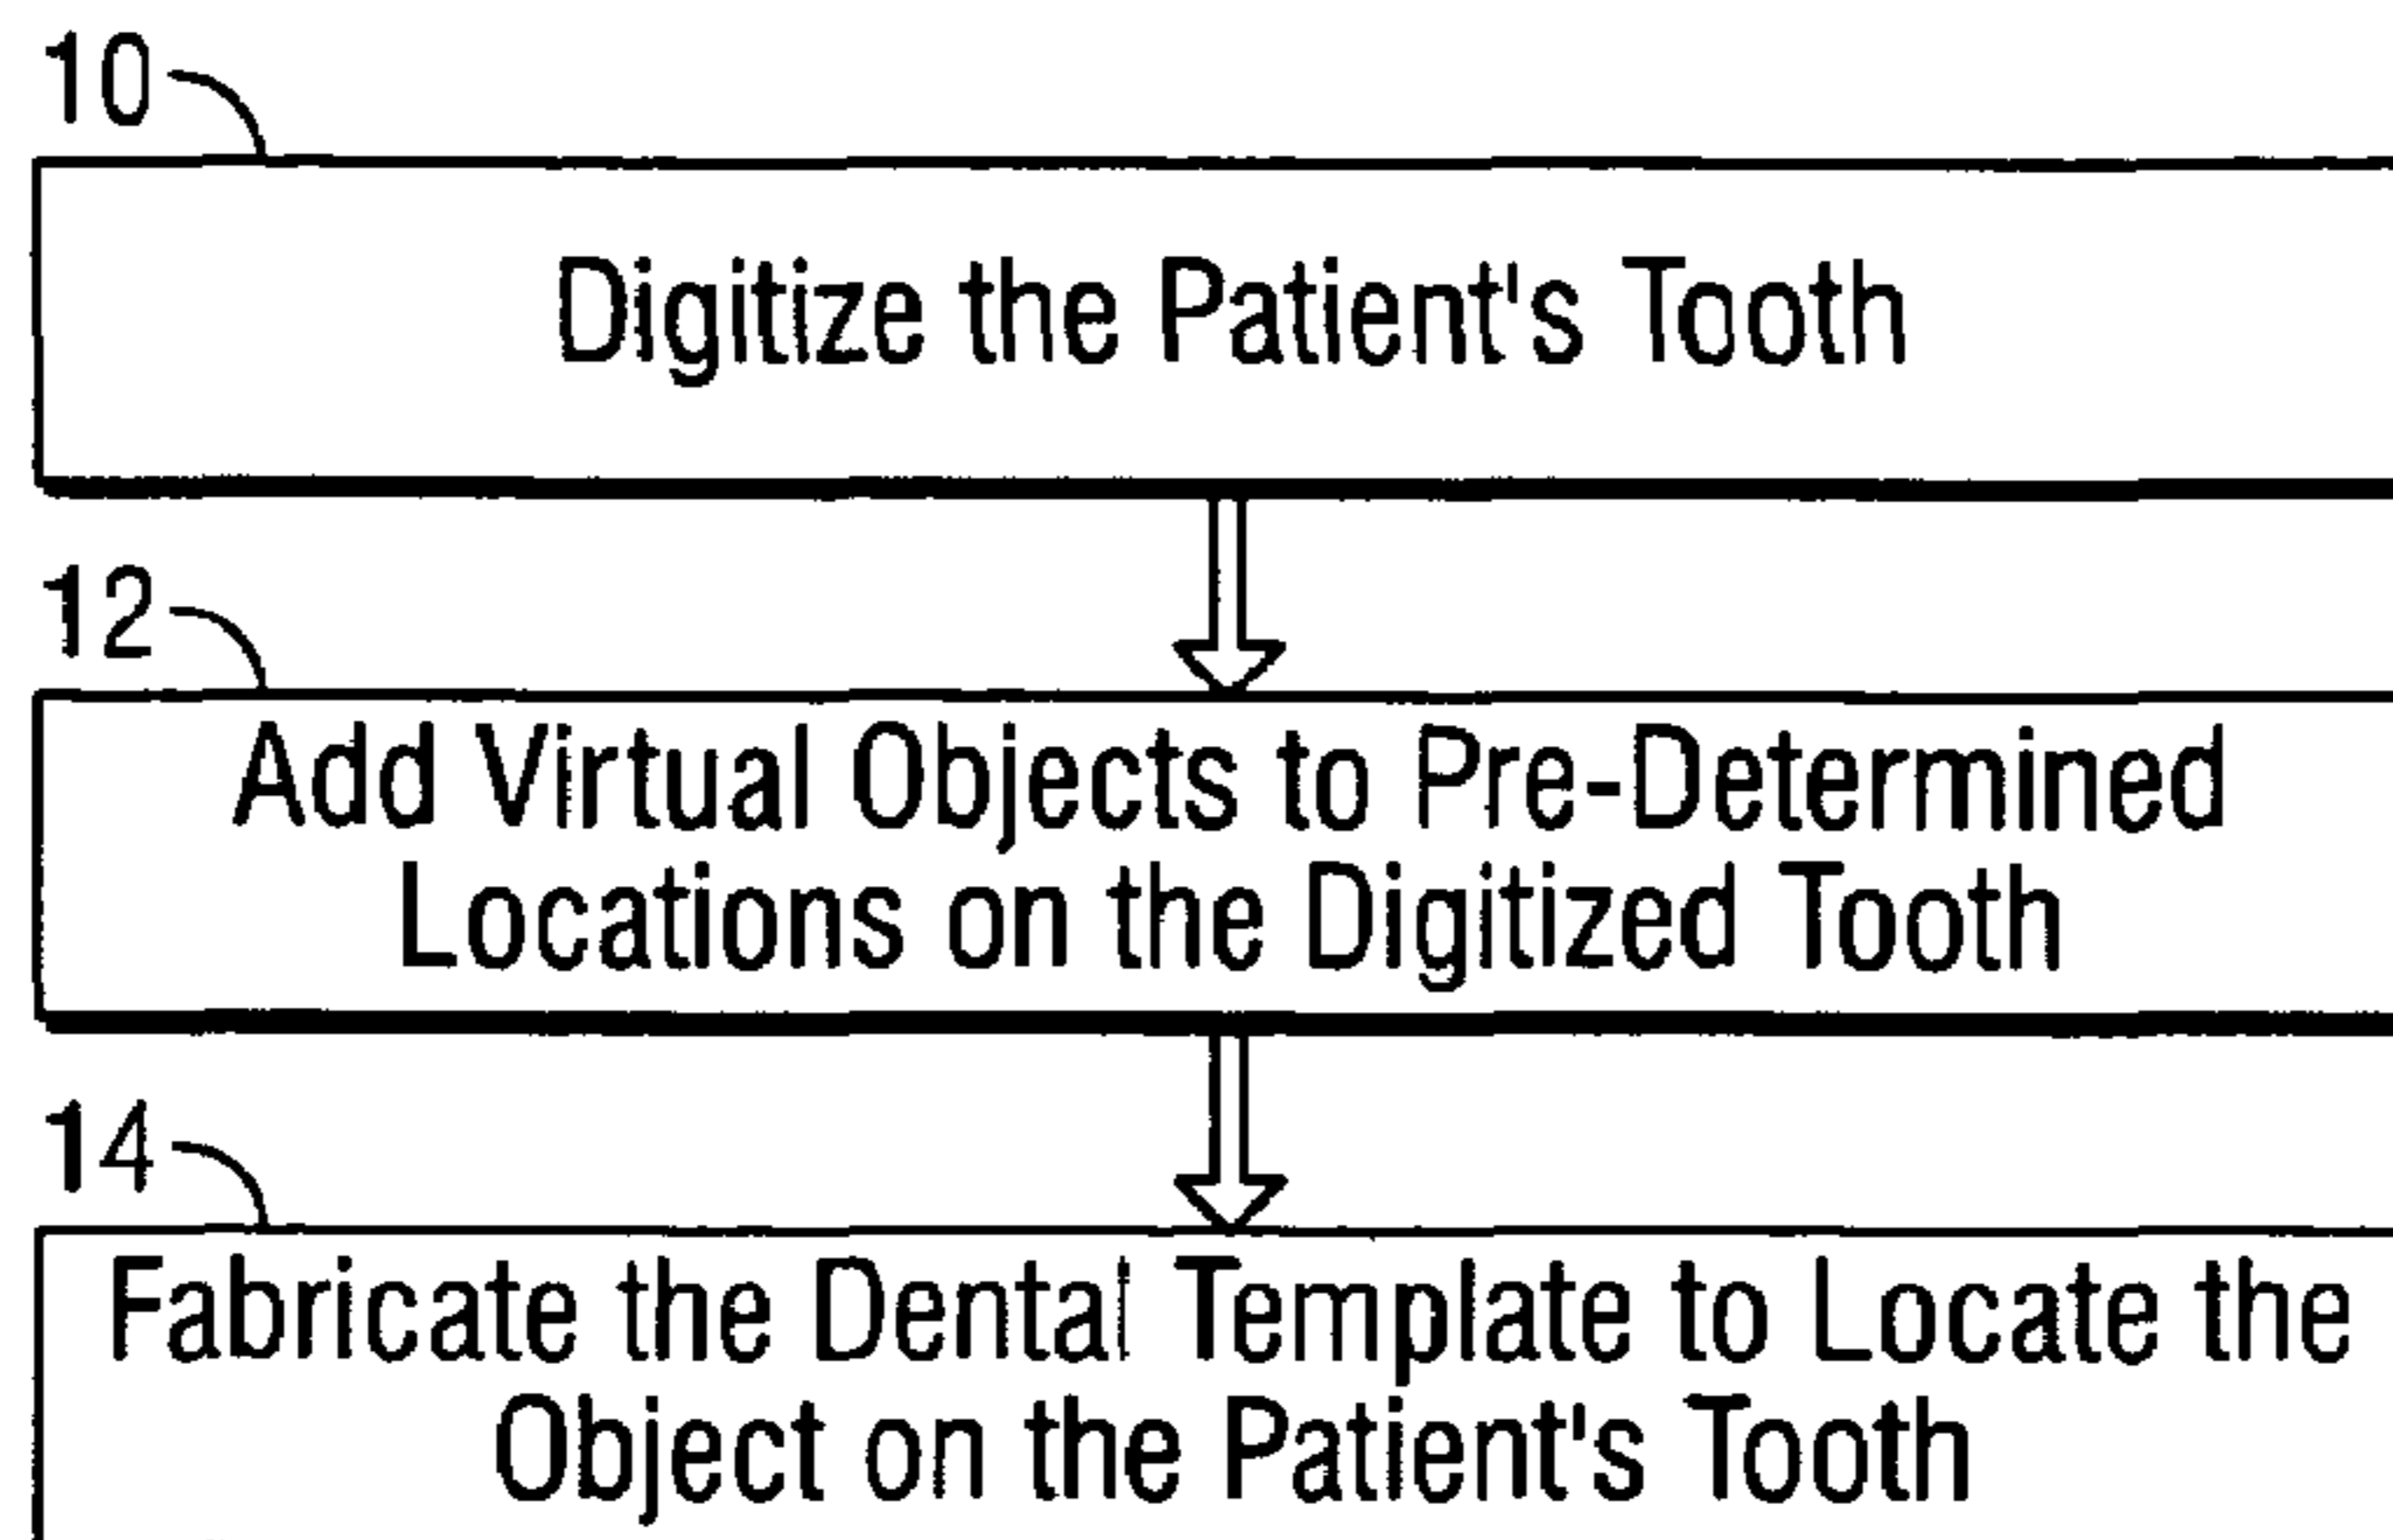 10
Digitize the Patient's Tooth
12
Add Virtual Objects to Pre-Determined
Locations on the Digitized Tooth
14
Fabricate the Dental Template to Locate the
Object on the Patient's Tooth